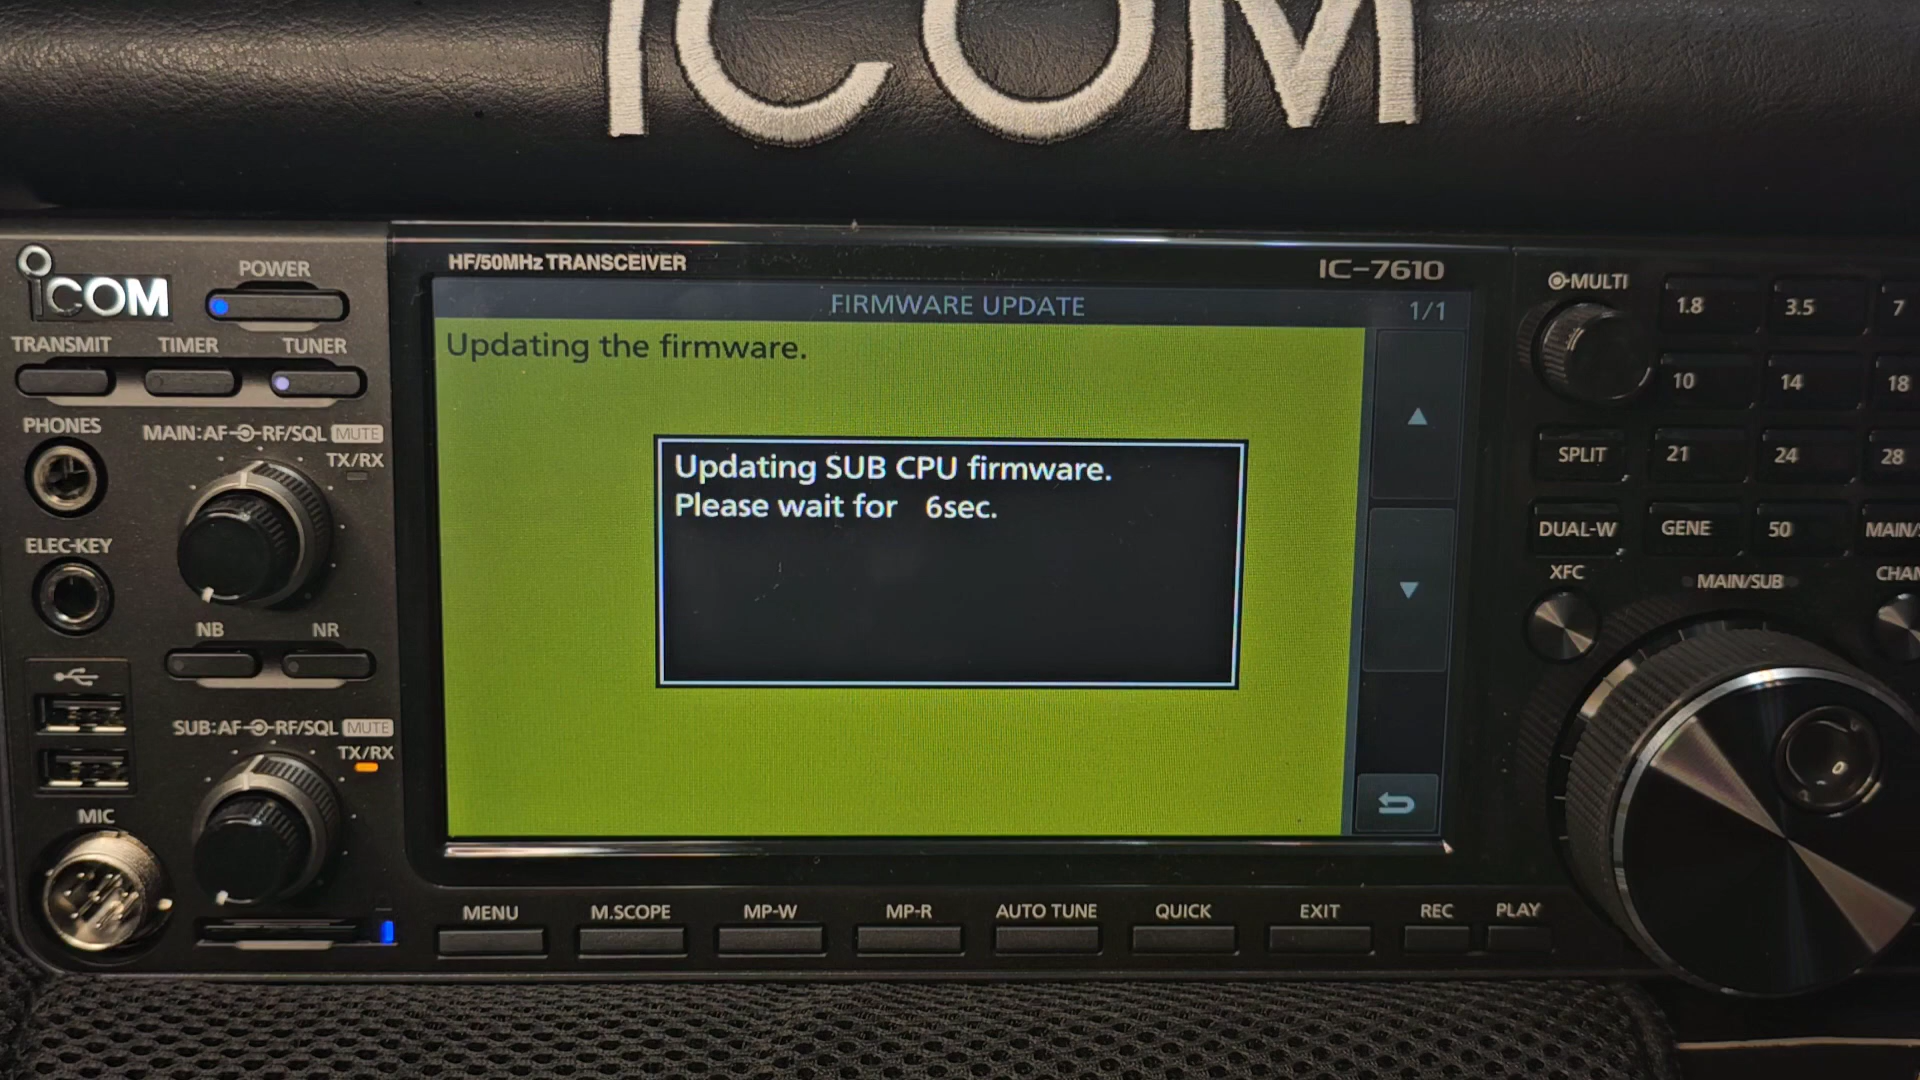 ICOM
HF/50MHz TRANSCEIVER
IC-7610
ICOM
POWER
TRANSMIT
TIMER
TUNER
PHONES
MAIN:AF RF/SQL MUTE
TX/RX
ELEC-KEY
NB
NR
SUB:AF RF/SQL MUTE
TX/RX
MIC
FIRMWARE UPDATE
1/1
Updating the firmware.
Updating SUB CPU firmware.
Please wait for 6sec.
MENU
M.SCOPE
MP-W
MP-R
AUTO TUNE
QUICK
EXIT
REC
PLAY
MULTI
1.8
3.5
7
10
14
18
SPLIT
21
24
28
DUAL-W
GENE
50
MAIN/
XFC
MAIN/SUB